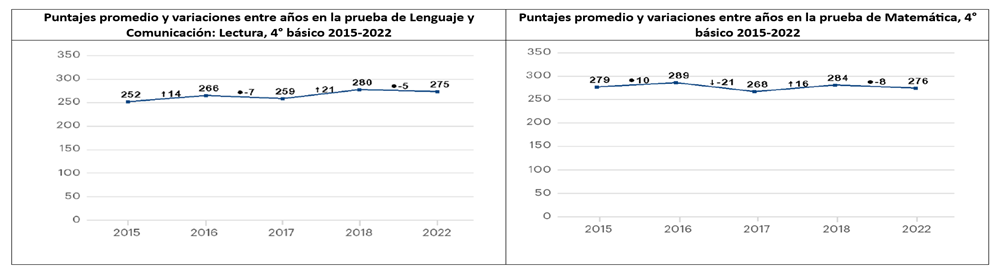 Puntajes promedio y variaciones entre años en la prueba de Lenguaje y
Comunicación: Lectura, 4° básico 2015-2022
350
300
250
200
150
100
50
0
252 ↑14 266 •-7 259 ↑21 280 •-5 275
2015 2016 2017 2018 2022
Puntajes promedio y variaciones entre años en la prueba de Matemática, 4°
básico 2015-2022
350
300
250
200
150
100
50
0
279 •10 289 ↓-21 268 ↑16 284 •-8 276
2015 2016 2017 2018 2022